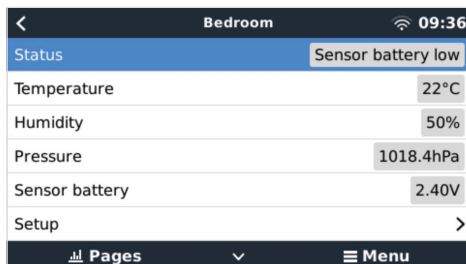 Bedroom 09:36
Status Sensor battery low
Temperature 22°C
Humidity 50%
Pressure 1018.4hPa
Sensor battery 2.40V
Setup
Pages Menu